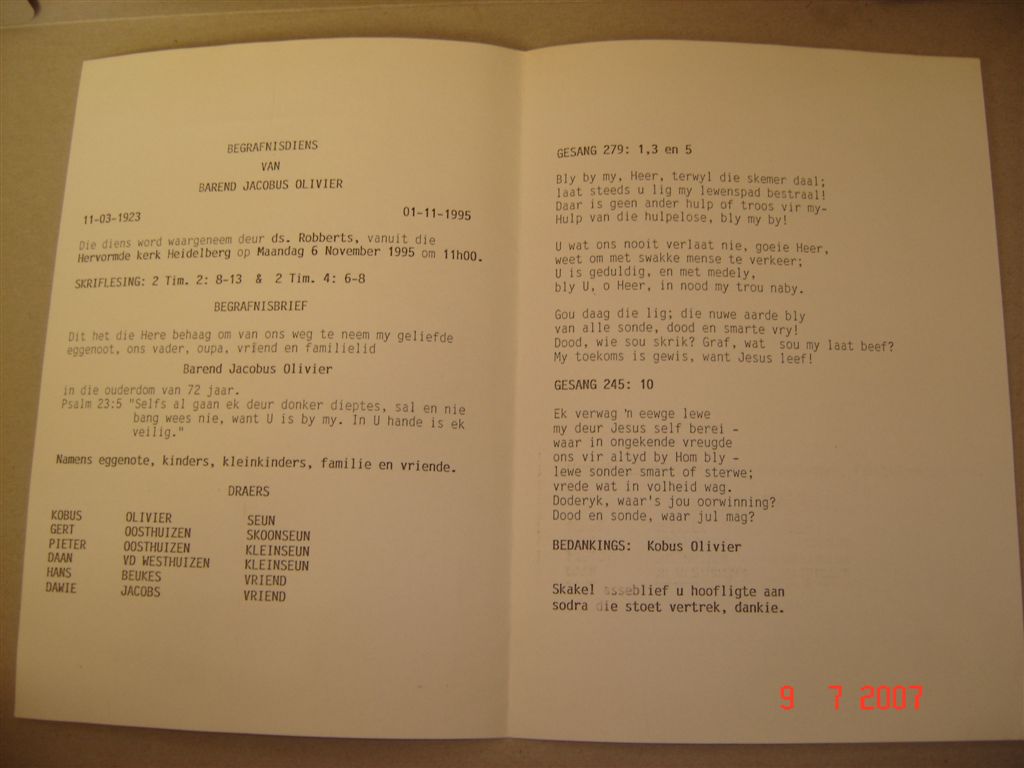 BEGRAFNISDIENS
VAN
BAREND JACOBUS OLIVIER
11-03-1923 01-11-1995
Die diens word waargeneem deur ds. Robberts, vanuit die
Hervormde kerk Heidelberg op Maandag 6 November 1995 om 11h00.
SKRIFLESING: 2 Tim. 2: 8-13 & 2 Tim. 4: 6-8
BEGRAFNISBRIEF
Dit het die Here behaag om van ons weg te neem my geliefde
eggenoot, ons vader, oupa, vriend en familielid
Barend Jacobus Olivier
in die ouderdom van 72 jaar.
Psalm 23:5 "Selfs al gaan ek deur donker dieptes, sal en nie
bang wees nie, want U is by my. In U hande is ek
veilig."
Namens eggenote, kinders, kleinkinders, familie en vriende.
DRAERS
KOBUS OLIVIER SEUN
GERT OOSTHUIZEN SKOONSEUN
PIETER OOSTHUIZEN KLEINSEUN
DAAN VD WESTHUIZEN KLEINSEUN
HANS BEUKES VRIEND
DAWIE JACOBS VRIEND
GESANG 279: 1,3 en 5
Bly by my, Heer, terwyl die skemer daal;
laat steeds u lig my lewenspad bestraal!
Daar is geen ander hulp of troos vir my-
Hulp van die hulpelose, bly my by!
U wat ons nooit verlaat nie, goeie Heer,
weet om met swakke mense te verkeer;
U is geduldig, en met medely,
bly U, o Heer, in nood my trou naby.
Gou daag die lig; die nuwe aarde bly
van alle sonde, dood en smarte vry!
Dood, wie sou skrik? Graf, wat sou my laat beef?
My toekoms is gewis, want Jesus leef!
GESANG 245: 10
Ek verwag 'n eewge lewe
my deur Jesus self berei -
waar in ongekende vreugde
ons vir altyd by Hom bly -
lewe sonder smart of sterwe;
vrede wat in volheid wag.
Doderyk, waar's jou oorwinning?
Dood en sonde, waar jul mag?
BEDANKINGS: Kobus Olivier
Skakel asseblief u hoofligte aan
sodra die stoet vertrek, dankie.
9 7 2007